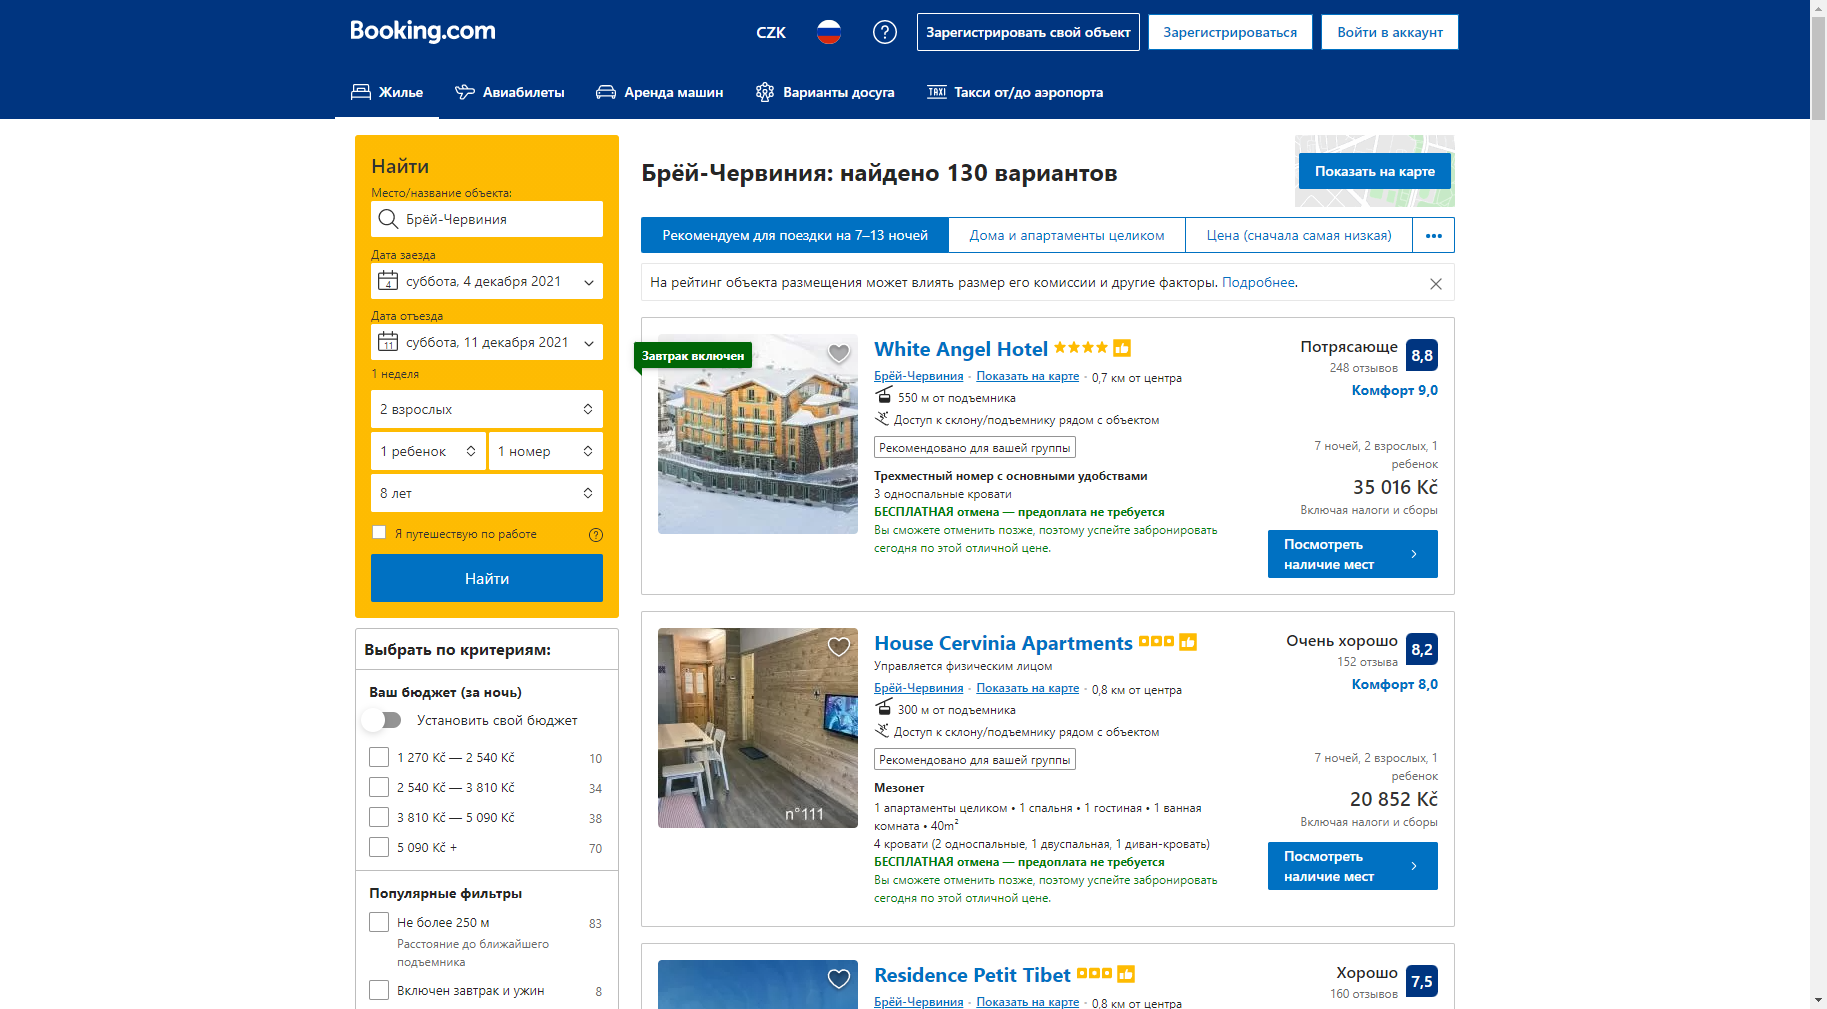 Booking.com
CZK
Зарегистрировать свой объект
Зарегистрироваться
Войти в аккаунт
Жилье
Авиабилеты
Аренда машин
Варианты досуга
TAXI
Такси от/до аэропорта
Найти
Место/название объекта:
Брёй-Червиния
Дата заезда
4
суббота, 4 декабря 2021
Дата отъезда
11
суббота, 11 декабря 2021
1 неделя
2 взрослых
1 ребенок
1 номер
8 лет
Я путешествую по работе
Найти
Выбрать по критериям:
Ваш бюджет (за ночь)
Установить свой бюджет
1 270 Kč — 2 540 Kč 10
2 540 Kč — 3 810 Kč 34
3 810 Kč — 5 090 Kč 38
5 090 Kč + 70
Популярные фильтры
Не более 250 м 83
Расстояние до ближайшего
подъемника
Включен завтрак и ужин 8
Брёй-Червиния: найдено 130 вариантов
Показать на карте
Рекомендуем для поездки на 7–13 ночей
Дома и апартаменты целиком
Цена (сначала самая низкая)
На рейтинг объекта размещения может влиять размер его комиссии и другие факторы. Подробнее.
Завтрак включен
White Angel Hotel
Брёй-Червиния · Показать на карте · 0,7 км от центра
550 м от подъемника
Доступ к склону/подъемнику рядом с объектом
Рекомендовано для вашей группы
Трехместный номер с основными удобствами
3 односпальные кровати
БЕСПЛАТНАЯ отмена — предоплата не требуется
Вы сможете отменить позже, поэтому успейте забронировать
сегодня по этой отличной цене.
Потрясающе 8,8
248 отзывов
Комфорт 9,0
7 ночей, 2 взрослых, 1
ребенок
35 016 Kč
Включая налоги и сборы
Посмотреть
наличие мест
n°111
House Cervinia Apartments
Управляется физическим лицом
Брёй-Червиния · Показать на карте · 0,8 км от центра
300 м от подъемника
Доступ к склону/подъемнику рядом с объектом
Рекомендовано для вашей группы
Мезонет
1 апартаменты целиком • 1 спальня • 1 гостиная • 1 ванная
комната • 40m²
4 кровати (2 односпальные, 1 двуспальная, 1 диван-кровать)
БЕСПЛАТНАЯ отмена — предоплата не требуется
Вы сможете отменить позже, поэтому успейте забронировать
сегодня по этой отличной цене.
Очень хорошо 8,2
152 отзыва
Комфорт 8,0
7 ночей, 2 взрослых, 1
ребенок
20 852 Kč
Включая налоги и сборы
Посмотреть
наличие мест
Residence Petit Tibet
Брёй-Червиния · Показать на карте · 0,8 км от центра
Хорошо 7,5
160 отзывов